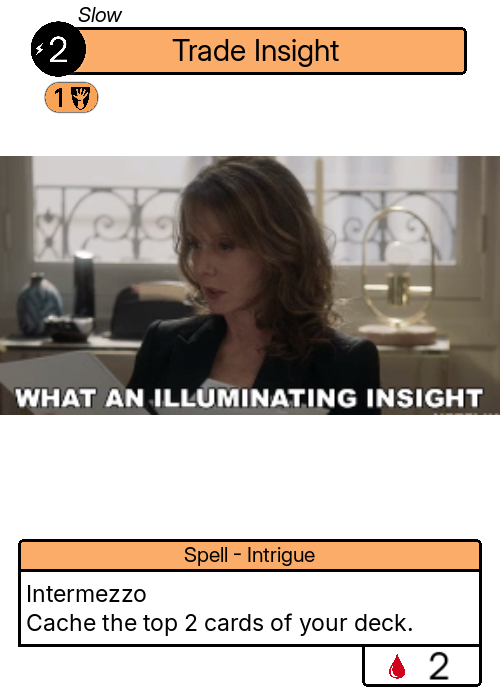 Slow
2
Trade Insight
1
WHAT AN ILLUMINATING INSIGHT
Spell - Intrigue
Intermezzo
Cache the top 2 cards of your deck.
2